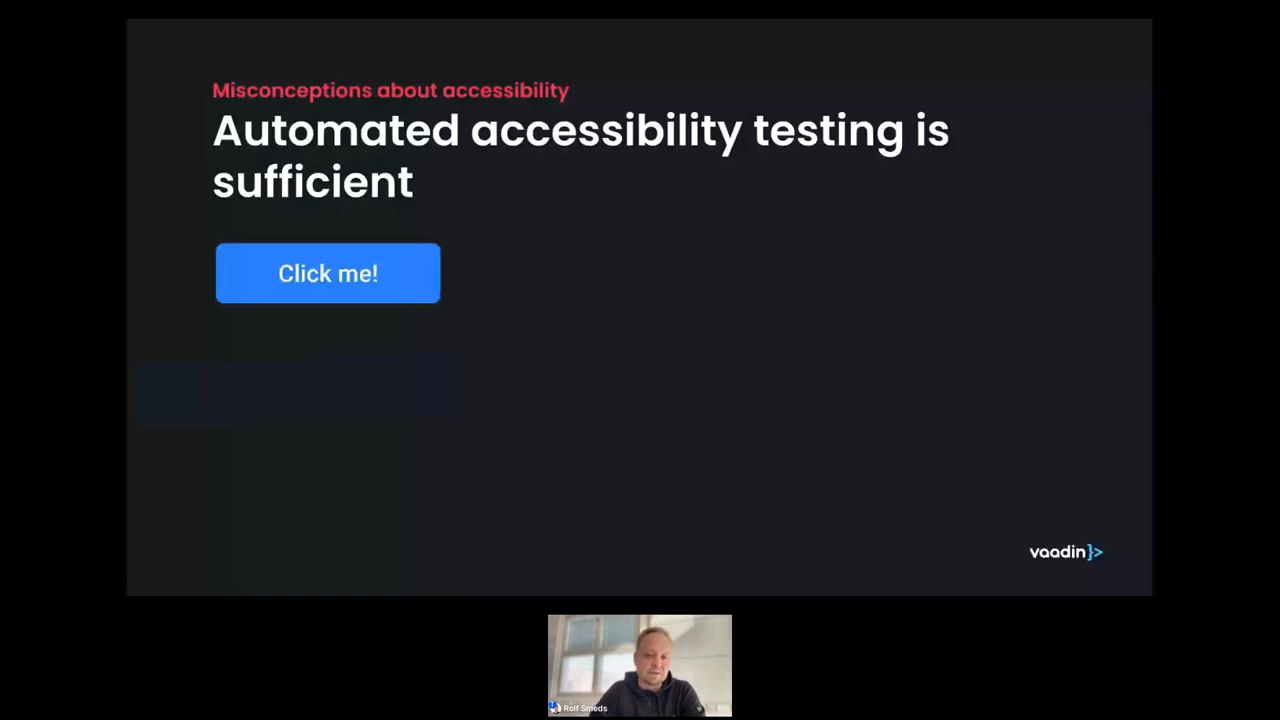 Misconceptions about accessibility
Automated accessibility testing is
sufficient
Click me!
vaadin}>
Rolf Smeds